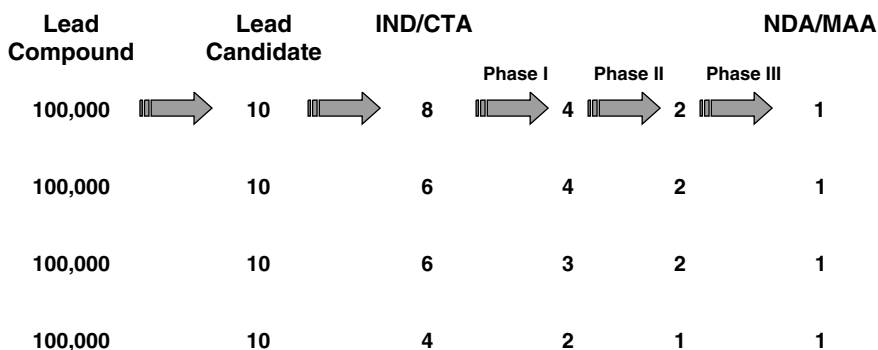 Lead Lead IND/CTA NDA/MAA
Compound Candidate
Phase I Phase II Phase III
100,000 10 8 4 2 1
100,000 10 6 4 2 1
100,000 10 6 3 2 1
100,000 10 4 2 1 1